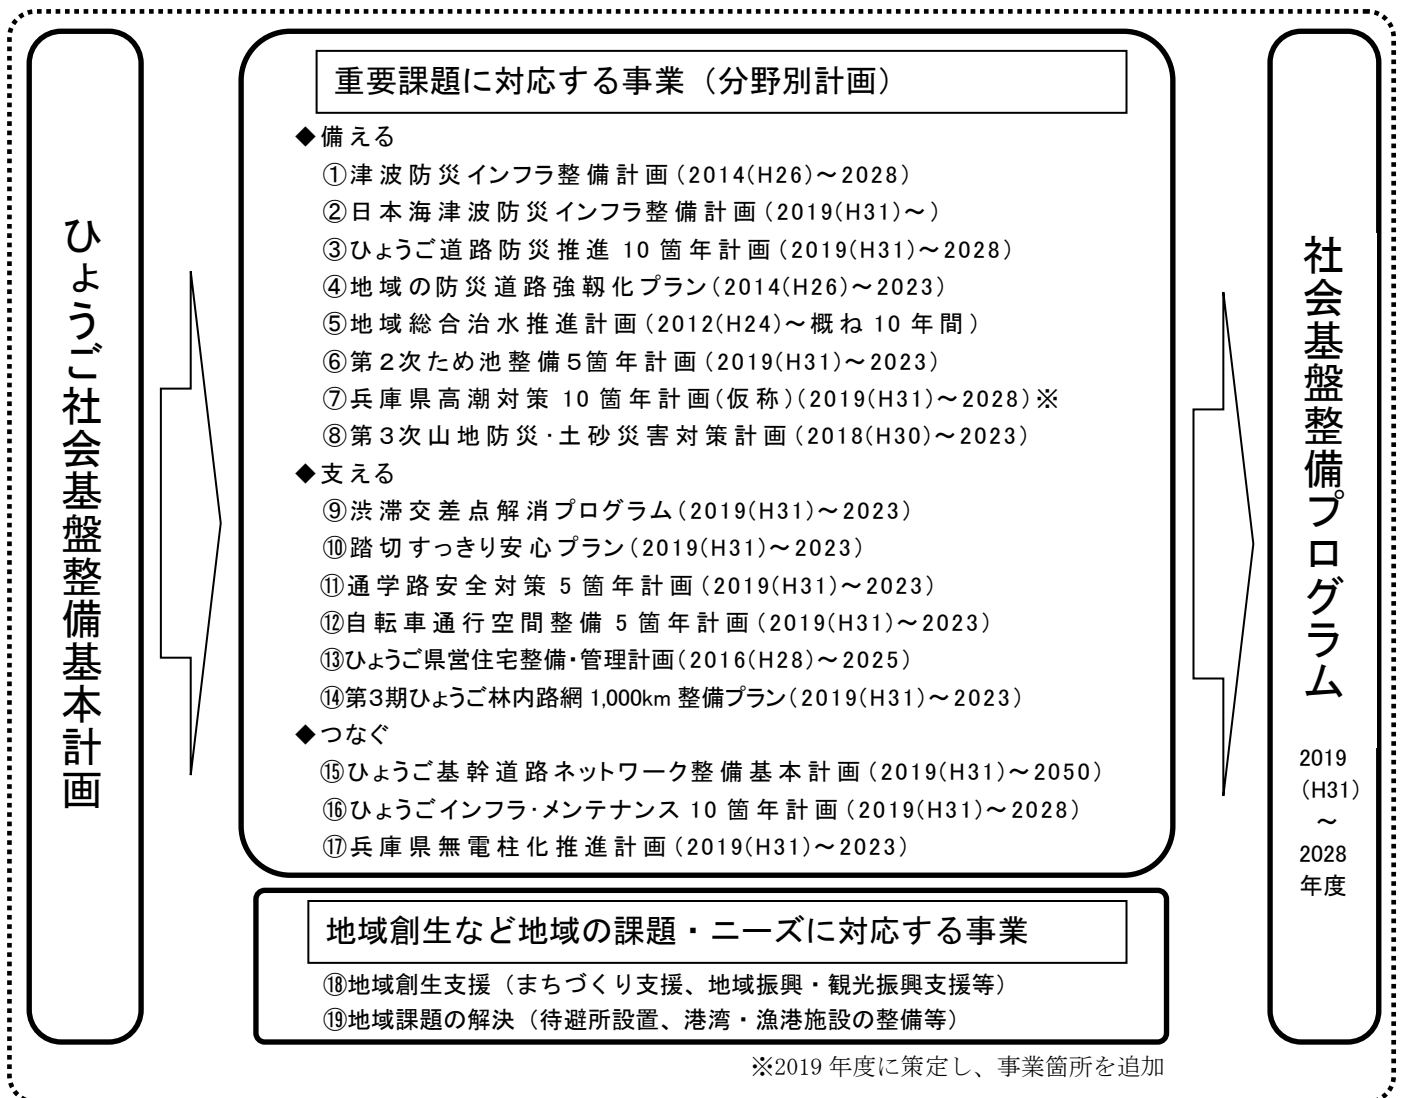 ひょうご社会基盤整備基本計画
重要課題に対応する事業（分野別計画）
◆備える
①津波防災インフラ整備計画(2014(H26)～2028)
②日本海津波防災インフラ整備計画(2019(H31)～)
③ひょうご道路防災推進 10 箇年計画(2019(H31)～2028)
④地域の防災道路強靱化プラン(2014(H26)～2023)
⑤地域総合治水推進計画(2012(H24)～概ね 10 年間)
⑥第２次ため池整備５箇年計画(2019(H31)～2023)
⑦兵庫県高潮対策 10 箇年計画(仮称)(2019(H31)～2028)※
⑧第３次山地防災・土砂災害対策計画(2018(H30)～2023)
◆支える
⑨渋滞交差点解消プログラム(2019(H31)～2023)
⑩踏切すっきり安心プラン(2019(H31)～2023)
⑪通学路安全対策 5 箇年計画(2019(H31)～2023)
⑫自転車通行空間整備 5 箇年計画(2019(H31)～2023)
⑬ひょうご県営住宅整備・管理計画(2016(H28)～2025)
⑭第３期ひょうご林内路網 1,000km 整備プラン(2019(H31)～2023)
◆つなぐ
⑮ひょうご基幹道路ネットワーク整備基本計画(2019(H31)～2050)
⑯ひょうごインフラ・メンテナンス 10 箇年計画(2019(H31)～2028)
⑰兵庫県無電柱化推進計画(2019(H31)～2023)
地域創生など地域の課題・ニーズに対応する事業
⑱地域創生支援（まちづくり支援、地域振興・観光振興支援等）
⑲地域課題の解決（待避所設置、港湾・漁港施設の整備等）
※2019 年度に策定し、事業箇所を追加
社会基盤整備プログラム
2019
(H31)
～
2028
年度